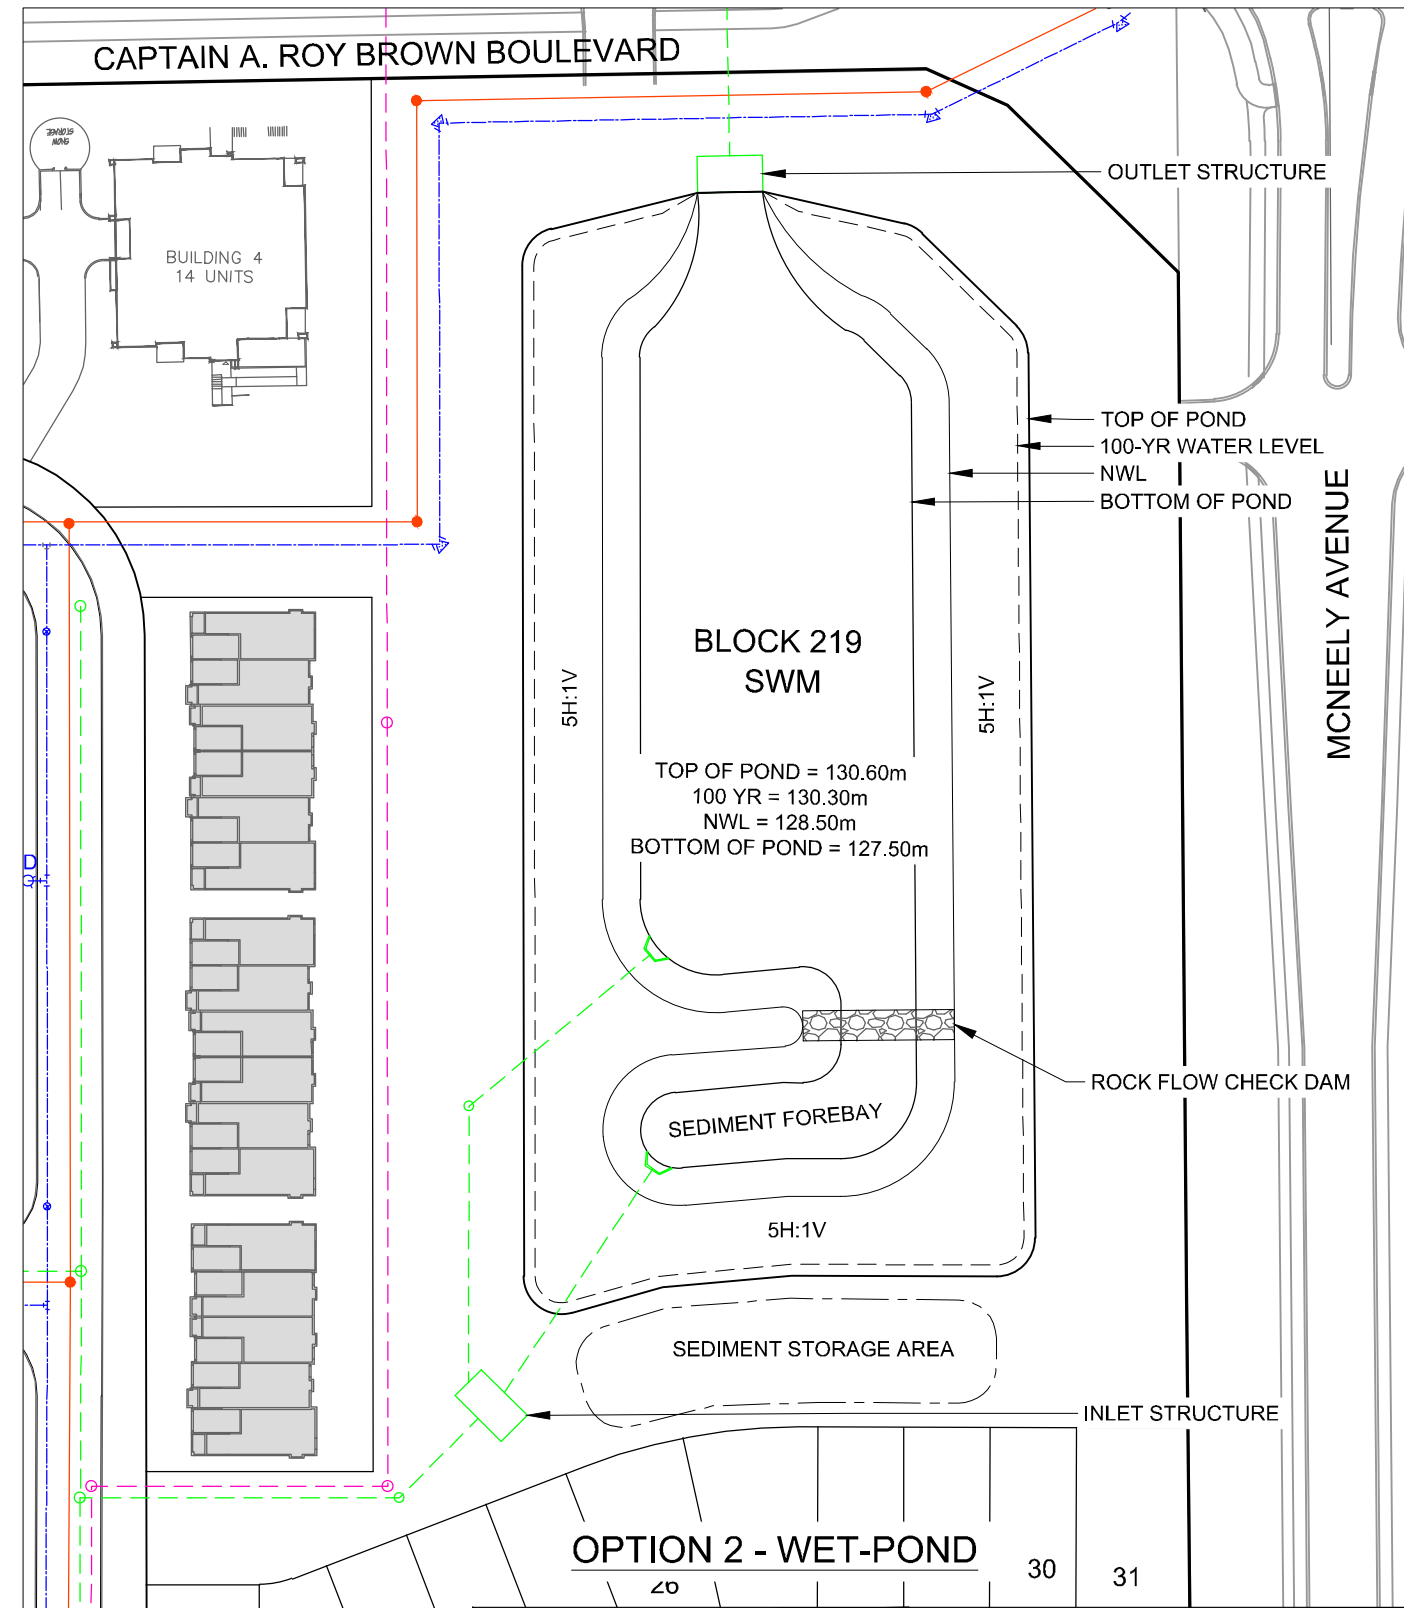 CAPTAIN A. ROY BROWN BOULEVARD
SNOW
STORAGE
OUTLET STRUCTURE
BUILDING 4
14 UNITS
TOP OF POND
100-YR WATER LEVEL
NWL
BOTTOM OF POND
MCNEELY AVENUE
BLOCK 219
SWM
5H:1V
5H:1V
TOP OF POND = 130.60m
100 YR = 130.30m
NWL = 128.50m
BOTTOM OF POND = 127.50m
D
ROCK FLOW CHECK DAM
SEDIMENT FOREBAY
5H:1V
SEDIMENT STORAGE AREA
INLET STRUCTURE
OPTION 2 - WET-POND
26
30
31